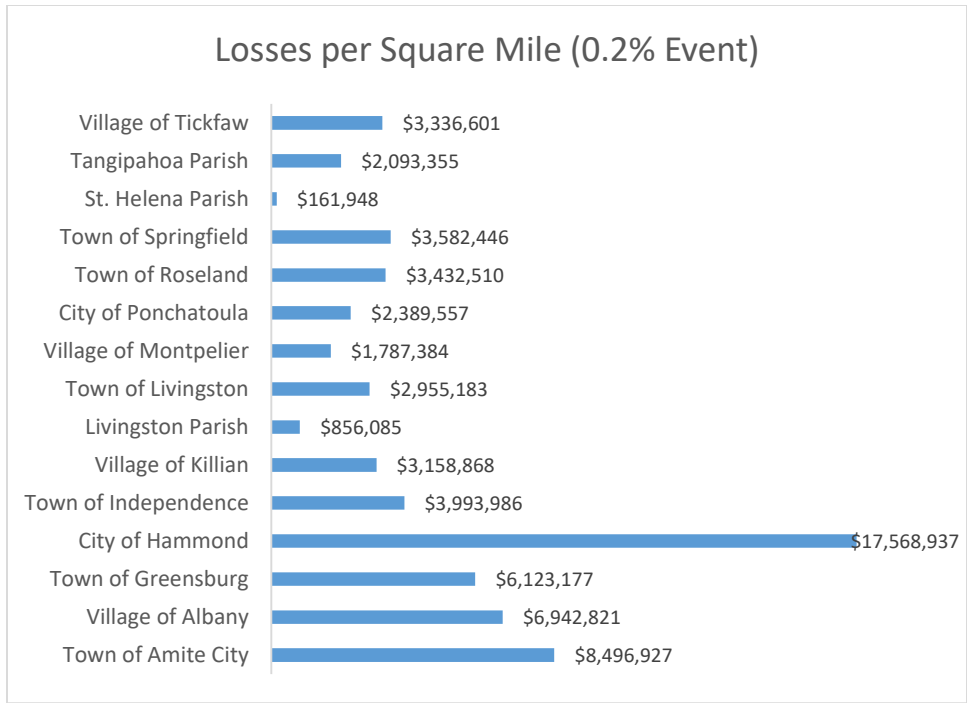 Losses per Square Mile (0.2% Event)
Village of Tickfaw $3,336,601
Tangipahoa Parish $2,093,355
St. Helena Parish $161,948
Town of Springfield $3,582,446
Town of Roseland $3,432,510
City of Ponchatoula $2,389,557
Village of Montpelier $1,787,384
Town of Livingston $2,955,183
Livingston Parish $856,085
Village of Killian $3,158,868
Town of Independence $3,993,986
City of Hammond $17,568,937
Town of Greensburg $6,123,177
Village of Albany $6,942,821
Town of Amite City $8,496,927